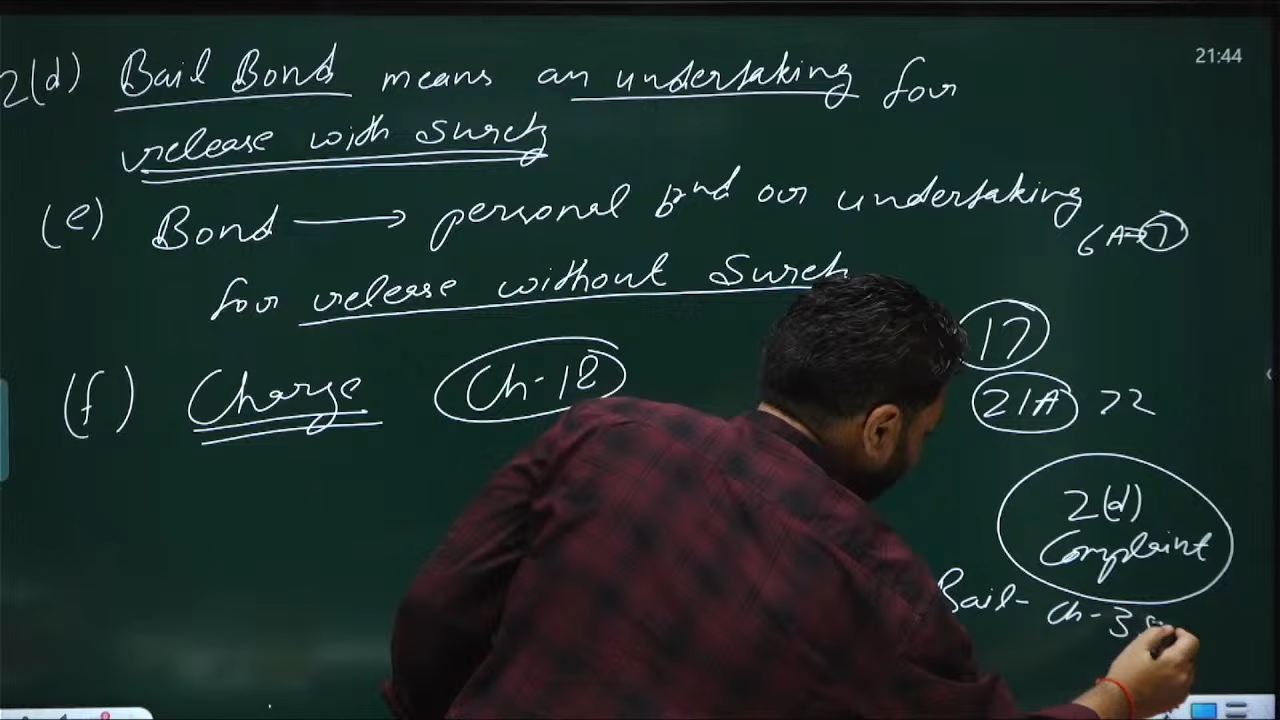 21:44
2(d) Bail Bond means an undertaking for
release with Surety
(e) Bond → personal bond or undertaking
6A⇒7
for release without Surety
17
(f) Charge Ch-18
21A 22
2(d)
Complaint
Bail- Ch-35